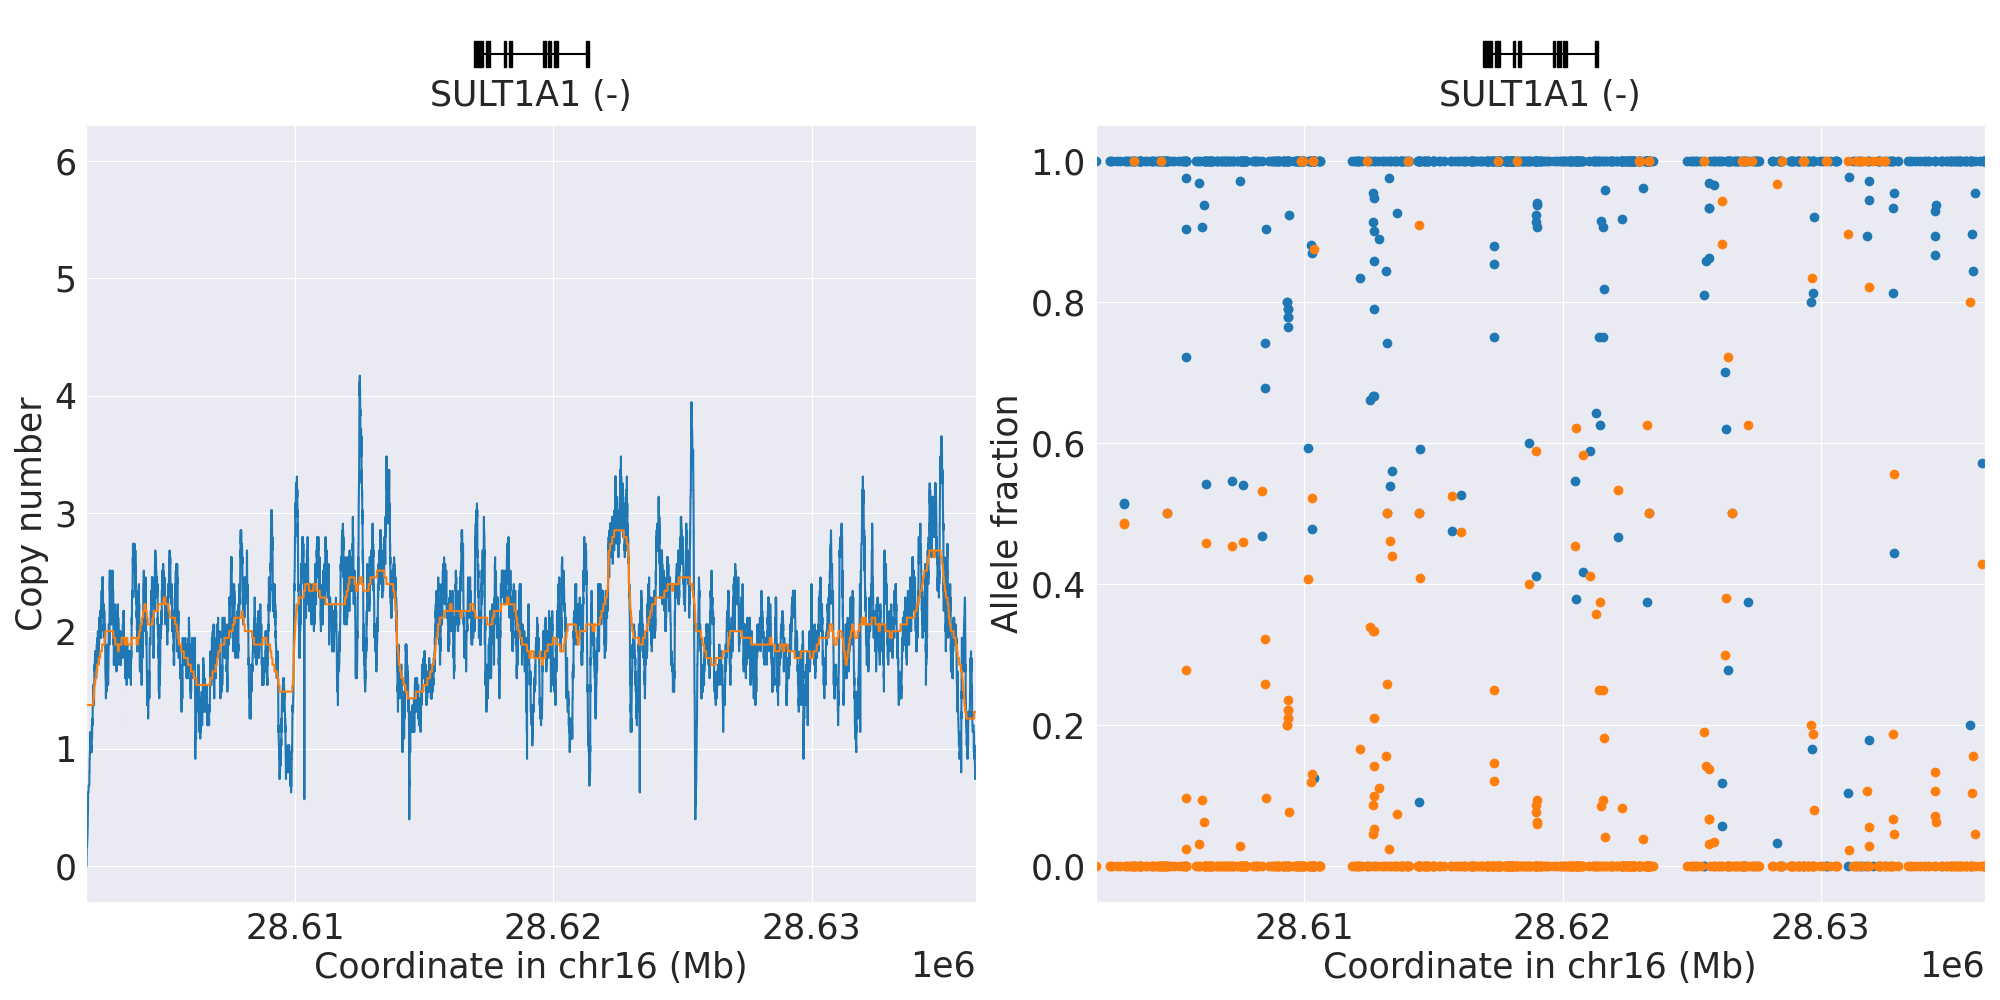 SULT1A1 (-)
6
5
4
3
2
1
0
Copy number
28.61
28.62
28.63
Coordinate in chr16 (Mb)
1e6
SULT1A1 (-)
1.0
0.8
0.6
0.4
0.2
0.0
Allele fraction
28.61
28.62
28.63
Coordinate in chr16 (Mb)
1e6